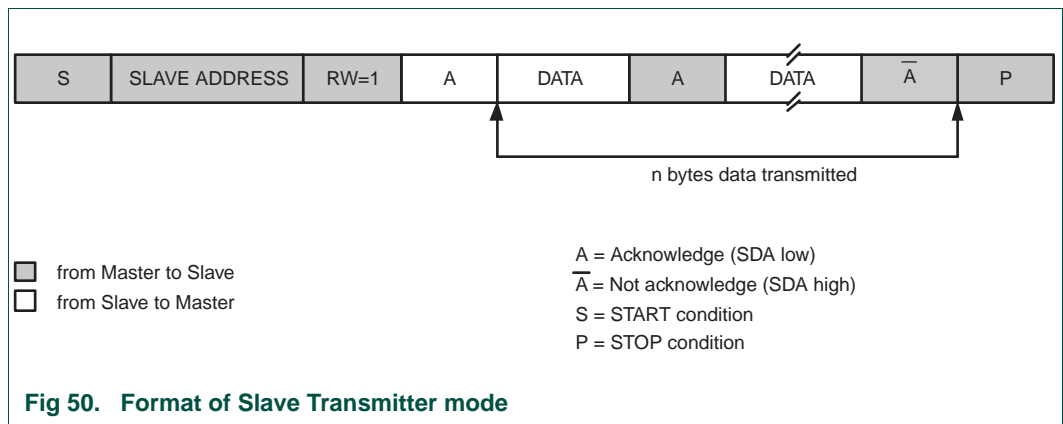 S SLAVE ADDRESS RW=1 A DATA A DATA A̅ P
n bytes data transmitted
from Master to Slave
from Slave to Master
A = Acknowledge (SDA low)
A̅ = Not acknowledge (SDA high)
S = START condition
P = STOP condition
Fig 50. Format of Slave Transmitter mode